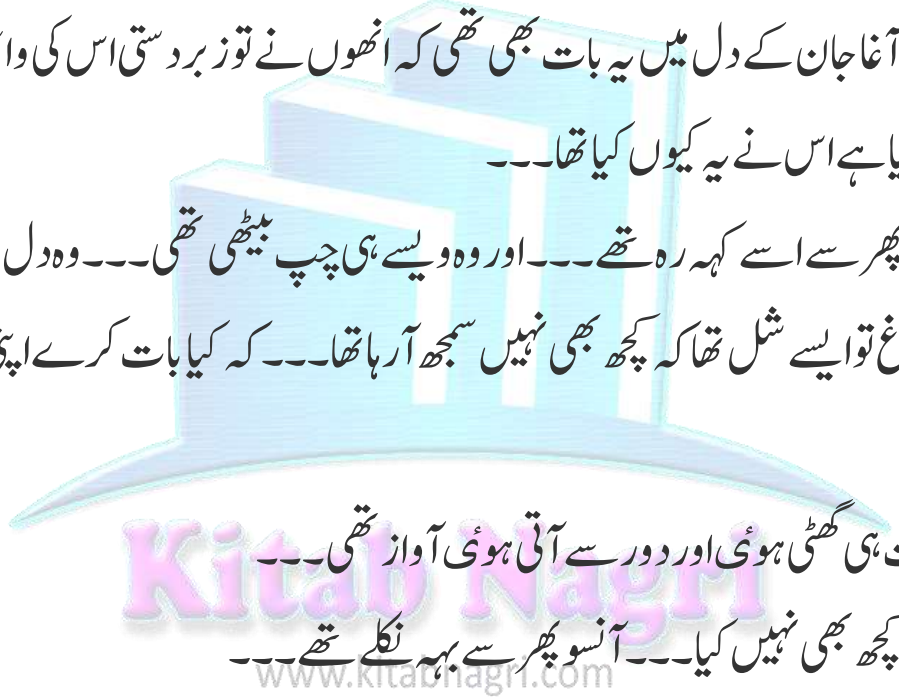 آغا جان کے دل میں یہ بات بھی تھی کہ انھوں نے تو زبردستی اس کی
ہے اس نے یہ کیوں کیا تھا۔۔۔
پھر سے اسے کہہ رہ تھے۔۔۔ اور وہ ویسے ہی چپ بیٹھی تھی۔۔۔ وہ دل
تو ایسے شل تھا کہ کچھ بھی نہیں سمجھ آرہا تھا۔۔۔ کہ کیا بات کرے
ہی گھٹی ہوئی اور دور سے آتی ہوئی آواز تھی۔۔۔
Kitab Nagri
کچھ بھی نہیں کیا۔۔۔ آنسو پھر سے بہہ نکلے تھے۔۔۔
www.kitabnagri.com